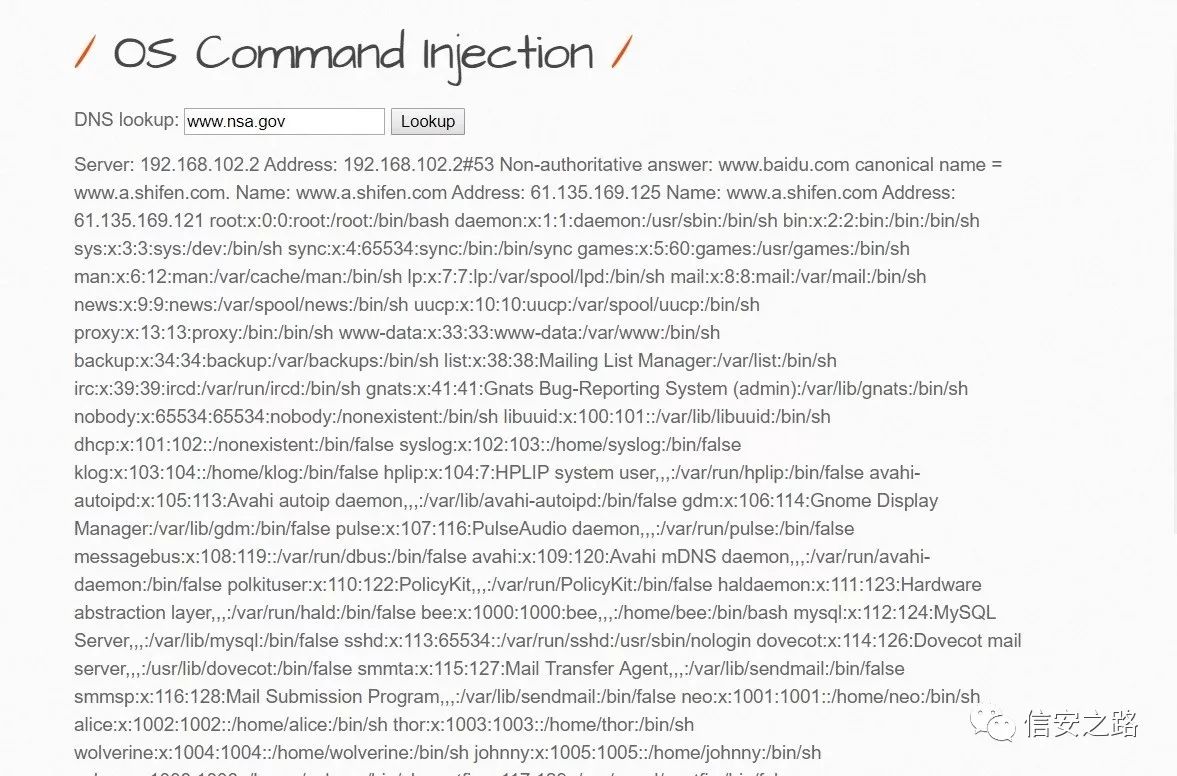 / OS Command Injection /
DNS lookup: www.nsa.gov Lookup
Server: 192.168.102.2 Address: 192.168.102.2#53 Non-authoritative answer: www.baidu.com canonical name =
www.a.shifen.com. Name: www.a.shifen.com Address: 61.135.169.125 Name: www.a.shifen.com Address:
61.135.169.121 root:x:0:0:root:/root:/bin/bash daemon:x:1:1:daemon:/usr/sbin:/bin/sh bin:x:2:2:bin:/bin:/bin/sh
sys:x:3:3:sys:/dev:/bin/sh sync:x:4:65534:sync:/bin:/bin/sync games:x:5:60:games:/usr/games:/bin/sh
man:x:6:12:man:/var/cache/man:/bin/sh lp:x:7:7:lp:/var/spool/lpd:/bin/sh mail:x:8:8:mail:/var/mail:/bin/sh
news:x:9:9:news:/var/spool/news:/bin/sh uucp:x:10:10:uucp:/var/spool/uucp:/bin/sh
proxy:x:13:13:proxy:/bin:/bin/sh www-data:x:33:33:www-data:/var/www:/bin/sh
backup:x:34:34:backup:/var/backups:/bin/sh list:x:38:38:Mailing List Manager:/var/list:/bin/sh
irc:x:39:39:ircd:/var/run/ircd:/bin/sh gnats:x:41:41:Gnats Bug-Reporting System (admin):/var/lib/gnats:/bin/sh
nobody:x:65534:65534:nobody:/nonexistent:/bin/sh libuuid:x:100:101::/var/lib/libuuid:/bin/sh
dhcp:x:101:102::/nonexistent:/bin/false syslog:x:102:103::/home/syslog:/bin/false
klog:x:103:104::/home/klog:/bin/false hplip:x:104:7:HPLIP system user,,,:/var/run/hplip:/bin/false avahi-
autoipd:x:105:113:Avahi autoip daemon,,,:/var/lib/avahi-autoipd:/bin/false gdm:x:106:114:Gnome Display
Manager:/var/lib/gdm:/bin/false pulse:x:107:116:PulseAudio daemon,,,:/var/run/pulse:/bin/false
messagebus:x:108:119::/var/run/dbus:/bin/false avahi:x:109:120:Avahi mDNS daemon,,,:/var/run/avahi-
daemon:/bin/false polkituser:x:110:122:PolicyKit,,,:/var/run/PolicyKit:/bin/false haldaemon:x:111:123:Hardware
abstraction layer,,,:/var/run/hald:/bin/false bee:x:1000:1000:bee,,,:/home/bee:/bin/bash mysql:x:112:124:MySQL
Server,,,:/var/lib/mysql:/bin/false sshd:x:113:65534::/var/run/sshd:/usr/sbin/nologin dovecot:x:114:126:Dovecot mail
server,,,:/usr/lib/dovecot:/bin/false smmta:x:115:127:Mail Transfer Agent,,,:/var/lib/sendmail:/bin/false
smmsp:x:116:128:Mail Submission Program,,,:/var/lib/sendmail:/bin/false neo:x:1001:1001::/home/neo:/bin/sh
alice:x:1002:1002::/home/alice:/bin/sh thor:x:1003:1003::/home/thor:/bin/sh
wolverine:x:1004:1004::/home/wolverine:/bin/sh johnny:x:1005:1005::/home/johnny:/bin/sh
信安之路